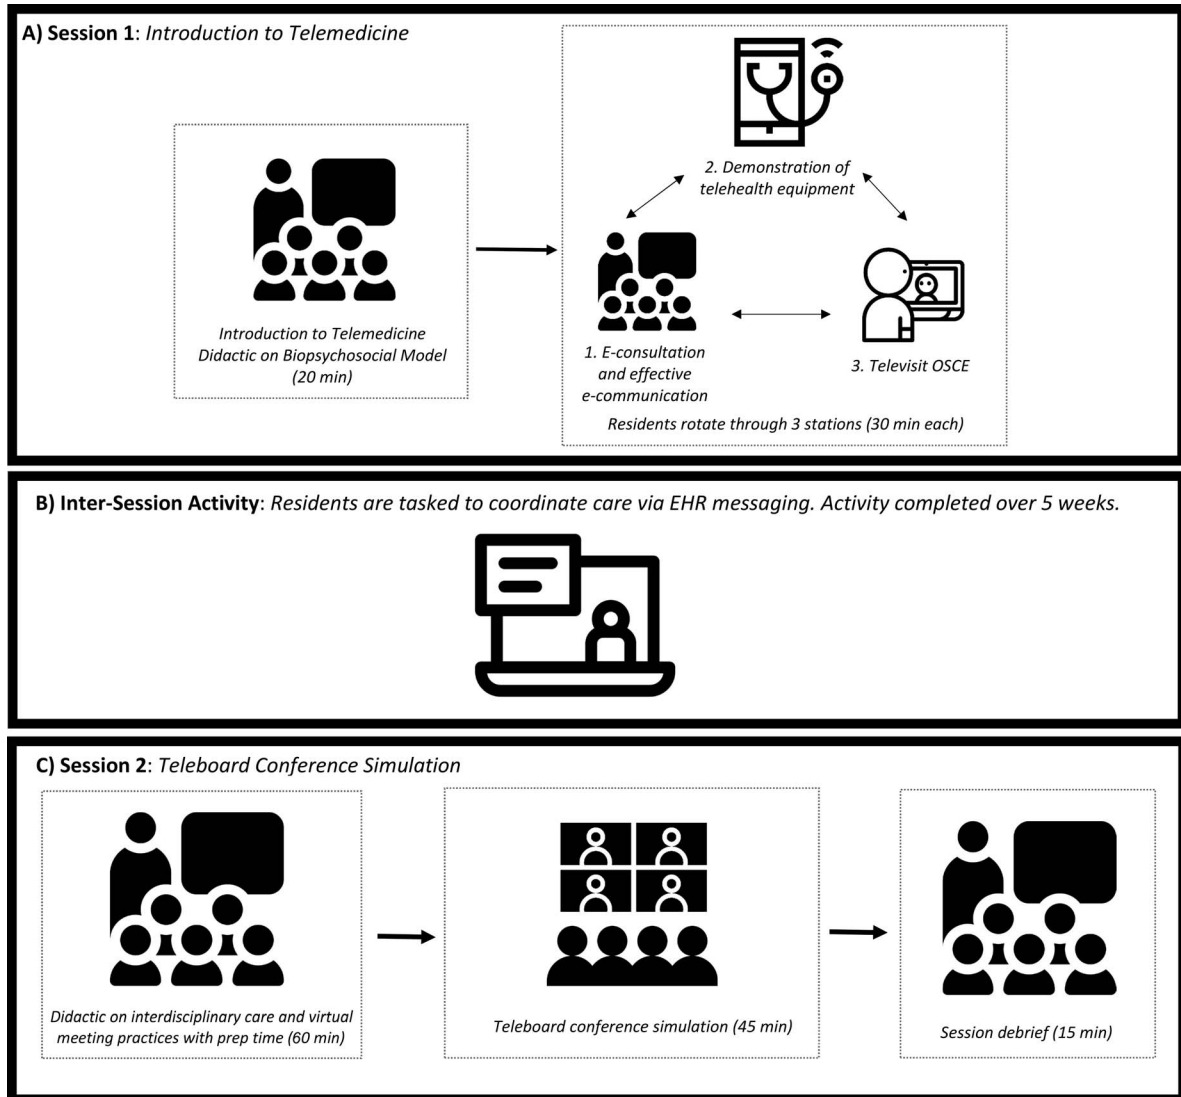 A) Session 1: Introduction to Telemedicine
Introduction to Telemedicine
Didactic on Biopsychosocial Model
(20 min)
2. Demonstration of
telehealth equipment
1. E-consultation
and effective
e-communication
3. Televisit OSCE
Residents rotate through 3 stations (30 min each)
B) Inter-Session Activity: Residents are tasked to coordinate care via EHR messaging. Activity completed over 5 weeks.
C) Session 2: Teleboard Conference Simulation
Didactic on interdisciplinary care and virtual
meeting practices with prep time (60 min)
Teleboard conference simulation (45 min)
Session debrief (15 min)